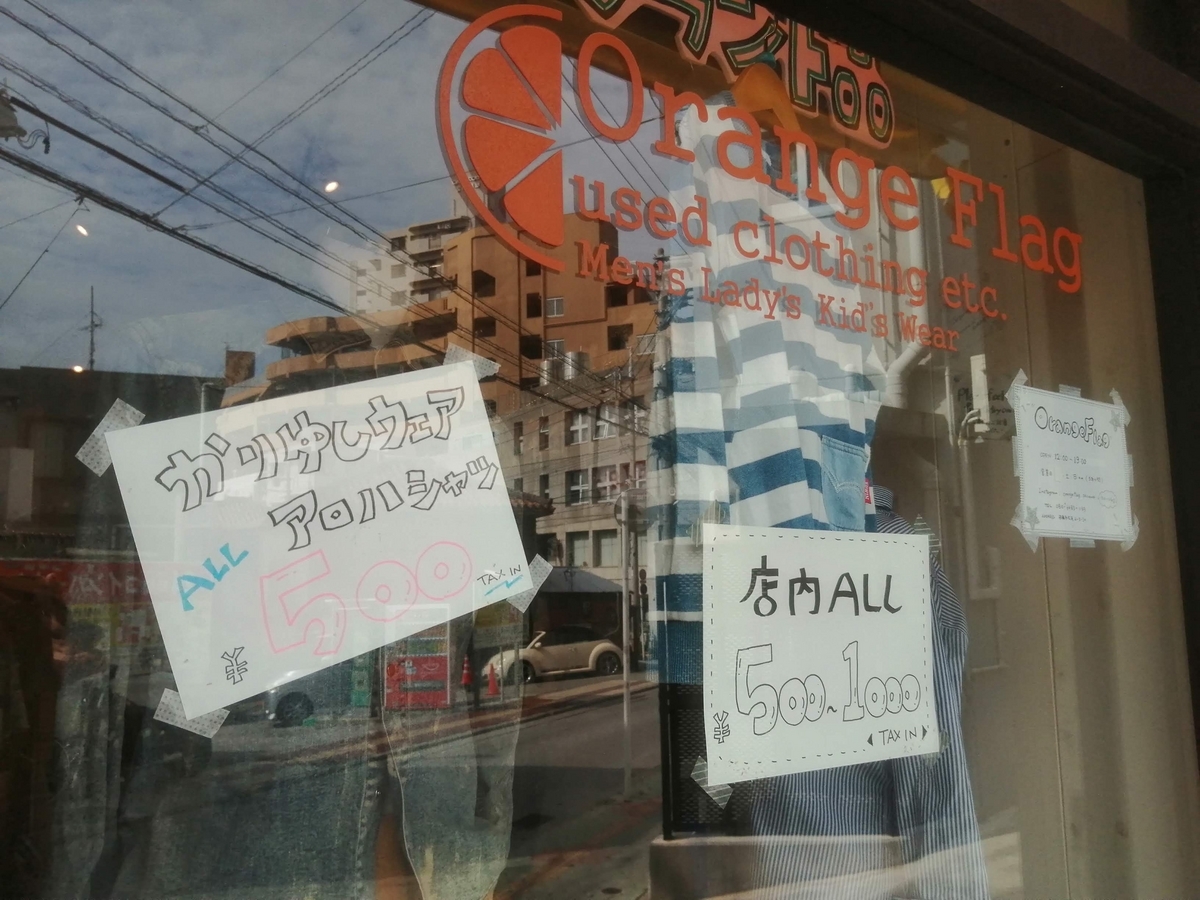 Orange Flag
used clothing etc.
Men's Lady's Kid's Wear
かりゆしウェア
アロハシャツ
ALL
500
TAX IN
¥
店内ALL
¥500~1000
TAX IN
OrangeFlag